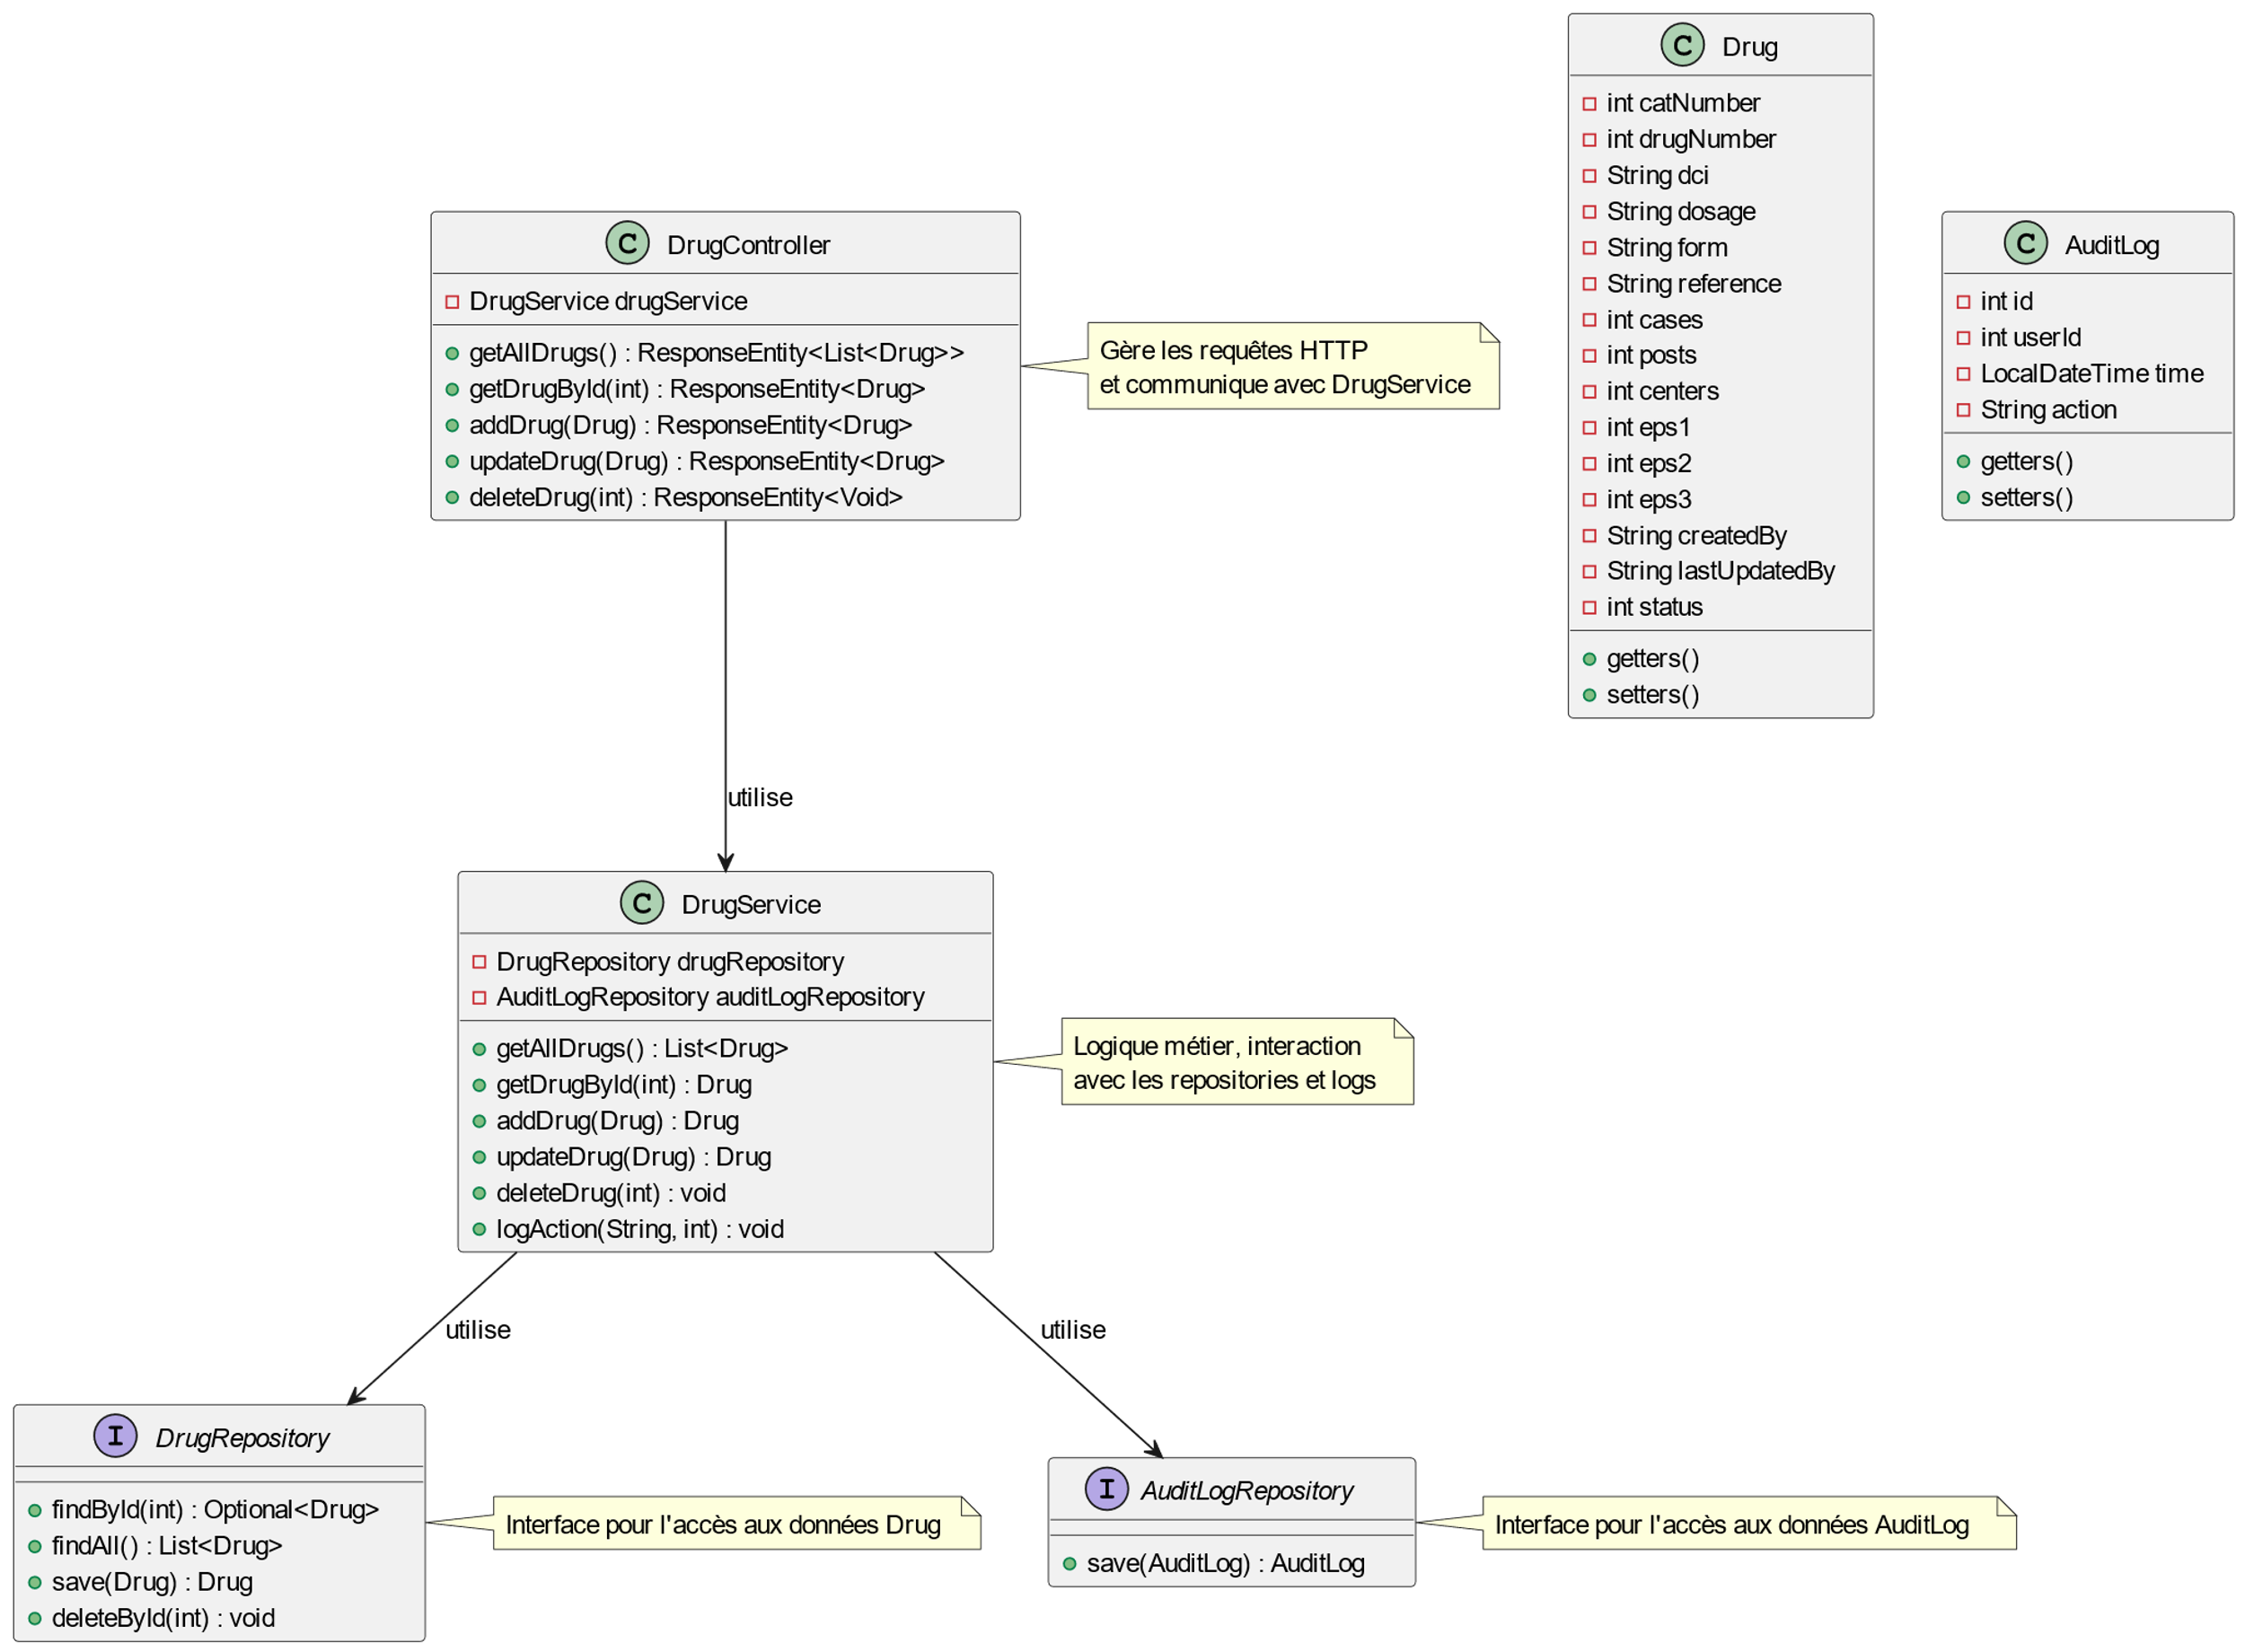 C DrugController
DrugService drugService
getAllDrugs() : ResponseEntity<List<Drug>>
getDrugById(int) : ResponseEntity<Drug>
addDrug(Drug) : ResponseEntity<Drug>
updateDrug(Drug) : ResponseEntity<Drug>
deleteDrug(int) : ResponseEntity<Void>
Gère les requêtes HTTP
et communique avec DrugService
C Drug
int catNumber
int drugNumber
String dci
String dosage
String form
String reference
int cases
int posts
int centers
int eps1
int eps2
int eps3
String createdBy
String lastUpdatedBy
int status
getters()
setters()
C AuditLog
int id
int userId
LocalDateTime time
String action
getters()
setters()
utilise
C DrugService
DrugRepository drugRepository
AuditLogRepository auditLogRepository
getAllDrugs() : List<Drug>
getDrugById(int) : Drug
addDrug(Drug) : Drug
updateDrug(Drug) : Drug
deleteDrug(int) : void
logAction(String, int) : void
Logique métier, interaction
avec les repositories et logs
utilise
utilise
I DrugRepository
findById(int) : Optional<Drug>
findAll() : List<Drug>
save(Drug) : Drug
deleteById(int) : void
Interface pour l'accès aux données Drug
I AuditLogRepository
save(AuditLog) : AuditLog
Interface pour l'accès aux données AuditLog